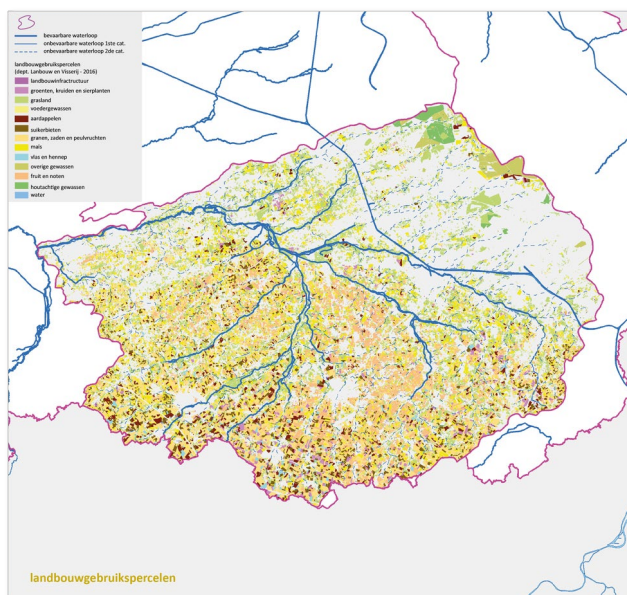 bevaarbare waterloop
onbevaarbare waterloop 1ste cat.
onbevaarbare waterloop 2de cat.
landbouwgebruikspercelen
(dept. Lanbouw en Visserij - 2016)
landbouwinfrastructuur
groenten, kruiden en sierplanten
grasland
voedergewassen
aardappelen
suikerbieten
granen, zaden en peulvruchten
maïs
vlas en hennep
overige gewassen
fruit en noten
houtachtige gewassen
water
landbouwgebruikspercelen